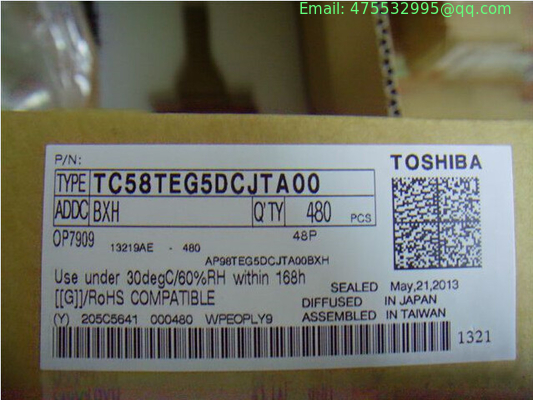 Email: 475532995@qq.com
P/N:
TOSHIBA
TYPE TC58TEG5DCJTA00
ADDC BXH Q'TY 480 PCS
OP7909 48P
13219AE - 480
AP98TEG5DCJTA00BXH
Use under 30degC/60%RH within 168h
SEALED May,21,2013
[[G]]/RoHS COMPATIBLE
DIFFUSED IN JAPAN
(Y) 205C5641 000480 WPEOPLY9
ASSEMBLED IN TAIWAN
1321